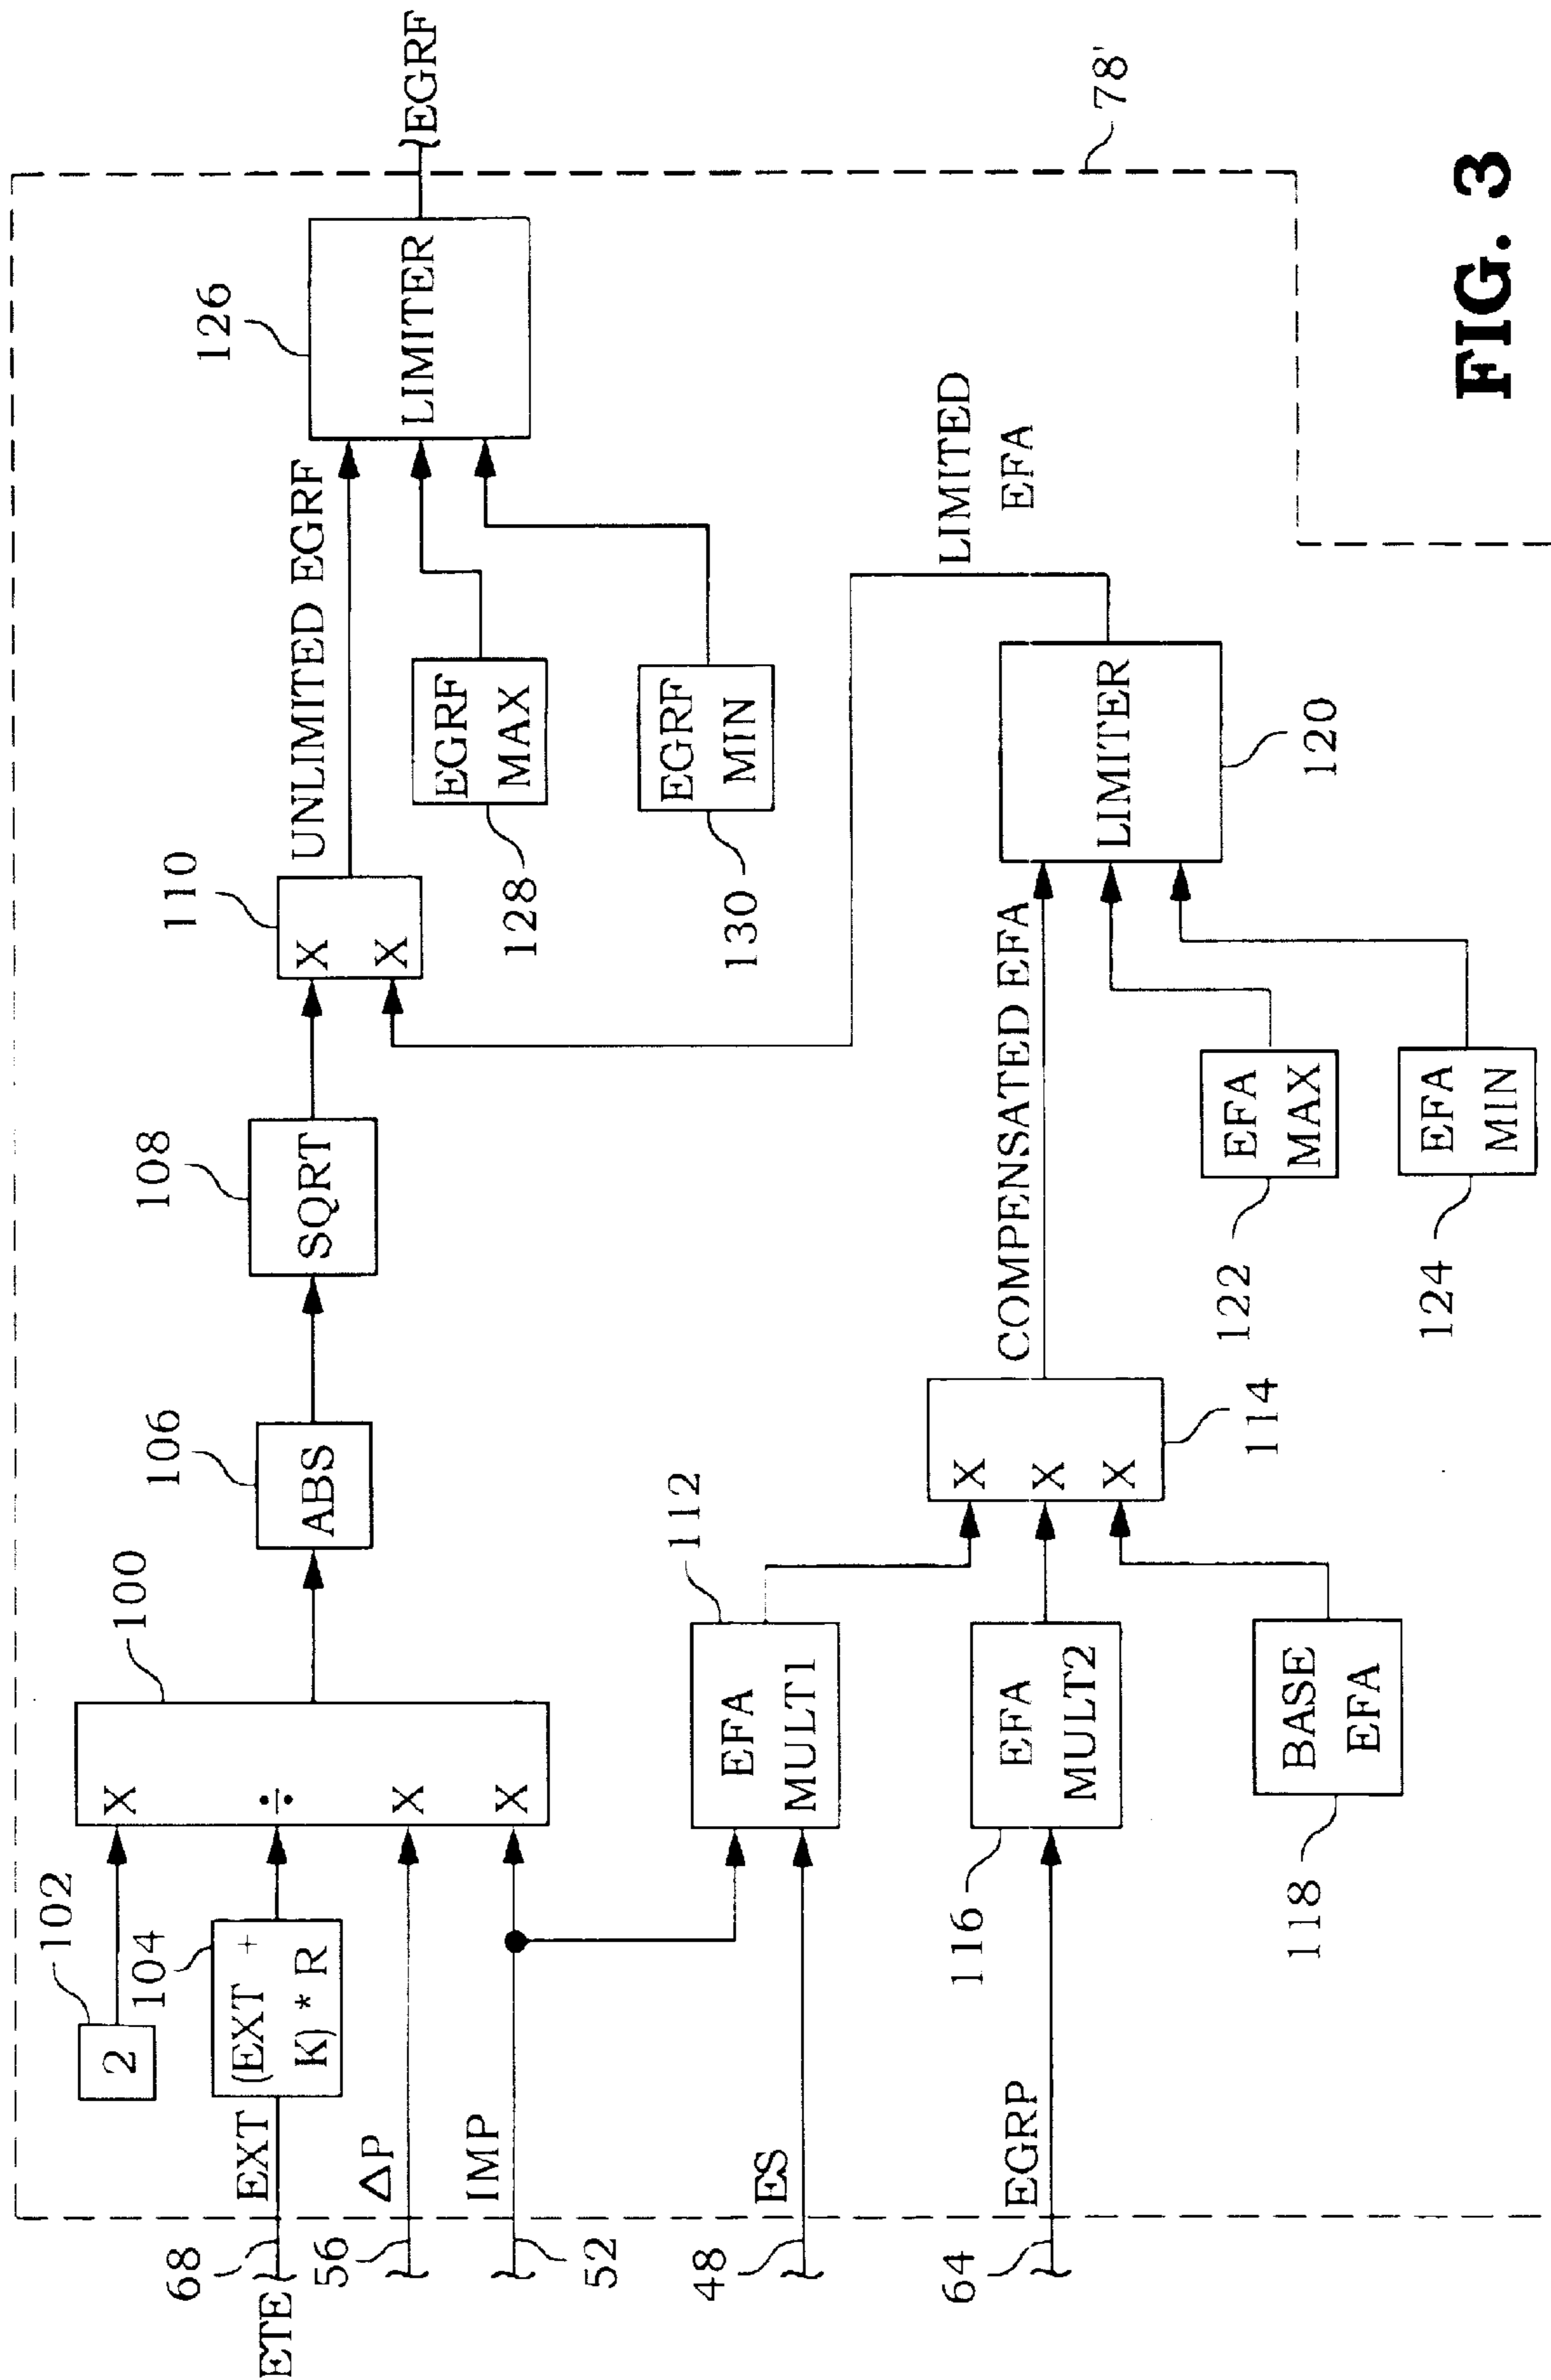 102
2
100
104
(EXT +
K) * R
ETE
68
EXT
56
ΔP
52
IMP
X
÷
X
X
106
ABS
108
SQRT
110
X
X
UNLIMITED EGRF
126
LIMITER
EGRF
EGRF
MAX
128
EGRF
MIN
130
78'
48
ES
112
EFA
MULT1
64
EGRP
116
EFA
MULT2
118
BASE
EFA
X
X
X
114
COMPENSATED EFA
LIMITER
120
LIMITED
EFA
EFA
MAX
122
EFA
MIN
124
FIG. 3